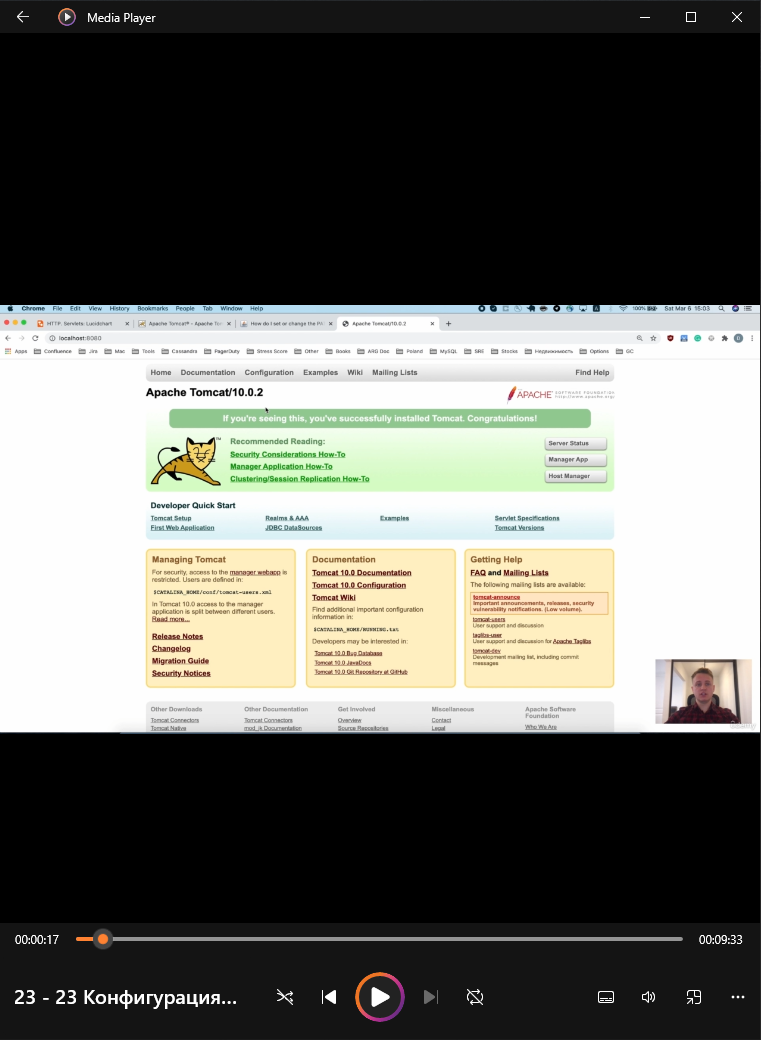 Media Player
Chrome File Edit View History Bookmarks People Tab Window Help
100%
Sat Mar 6 15:03
HTTP. Servlets: Lucidchart
Apache Tomcat® - Apache To
How do I set or change the P
Apache Tomcat/10.0.2
localhost:8080
Apps Confluence Jira Mac Tools Cassandra PagerDuty Stress Score Other Books ARG Doc Poland MySQL SRE Stocks Недвижимость Options GC
Home Documentation Configuration Examples Wiki Mailing Lists Find Help
Apache Tomcat/10.0.2
APACHE SOFTWARE FOUNDATION
http://www.apache.org/
If you're seeing this, you've successfully installed Tomcat. Congratulations!
TM
Recommended Reading:
Security Considerations How-To
Manager Application How-To
Clustering/Session Replication How-To
Server Status
Manager App
Host Manager
Developer Quick Start
Tomcat Setup
First Web Application
Realms & AAA
JDBC DataSources
Examples
Servlet Specifications
Tomcat Versions
Managing Tomcat
For security, access to the manager webapp is
restricted. Users are defined in:
$CATALINA_HOME/conf/tomcat-users.xml
In Tomcat 10.0 access to the manager
application is split between different users.
Read more...
Release Notes
Changelog
Migration Guide
Security Notices
Documentation
Tomcat 10.0 Documentation
Tomcat 10.0 Configuration
Tomcat Wiki
Find additional important configuration
information in:
$CATALINA_HOME/RUNNING.txt
Developers may be interested in:
Tomcat 10.0 Bug Database
Tomcat 10.0 JavaDocs
Tomcat 10.0 Git Repository at GitHub
Getting Help
FAQ and Mailing Lists
The following mailing lists are available:
tomcat-announce
Important announcements, releases, security
vulnerability notifications. (Low volume).
tomcat-users
User support and discussion
taglibs-user
User support and discussion for Apache Taglibs
tomcat-dev
Development mailing list, including commit
messages
Other Downloads
Tomcat Connectors
Tomcat Native
Other Documentation
Tomcat Connectors
mod_jk Documentation
Get Involved
Overview
Source Repositories
Miscellaneous
Contact
Legal
Apache Software
Foundation
Who We Are
00:00:17
00:09:33
23 - 23 Конфигурация...